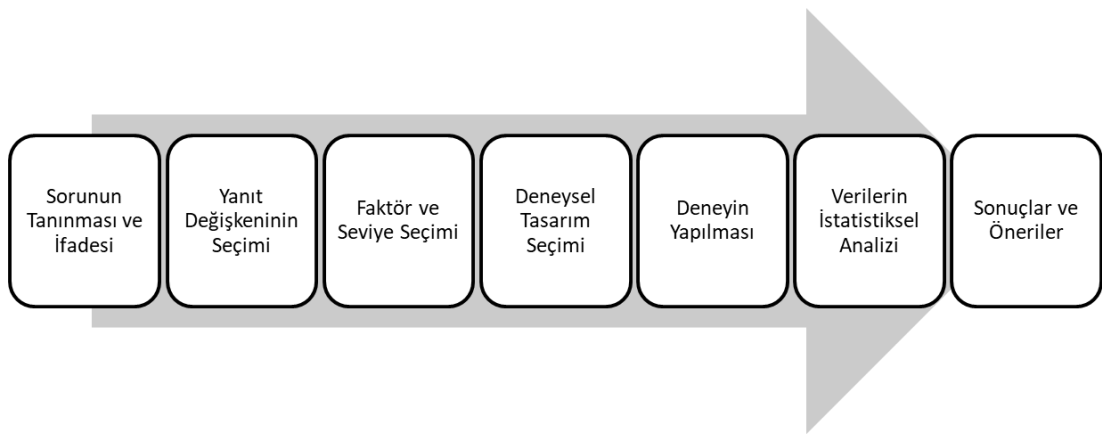 Sorunun
Tanınması ve
İfadesi
Yanıt
Değişkeninin
Seçimi
Faktör ve
Seviye Seçimi
Deneysel
Tasarım
Seçimi
Deneyin
Yapılması
Verilerin
İstatistiksel
Analizi
Sonuçlar ve
Öneriler